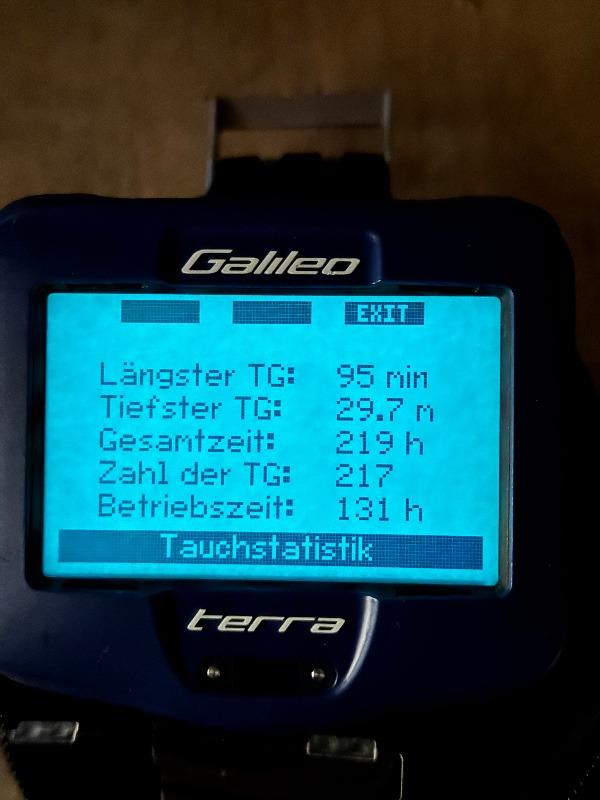 Galileo
EXIT
Längster TG: 95 min
Tiefster TG: 29.7 m
Gesamtzeit: 219 h
Zahl der TG: 217
Betriebszeit: 131 h
Tauchstatistik
terra